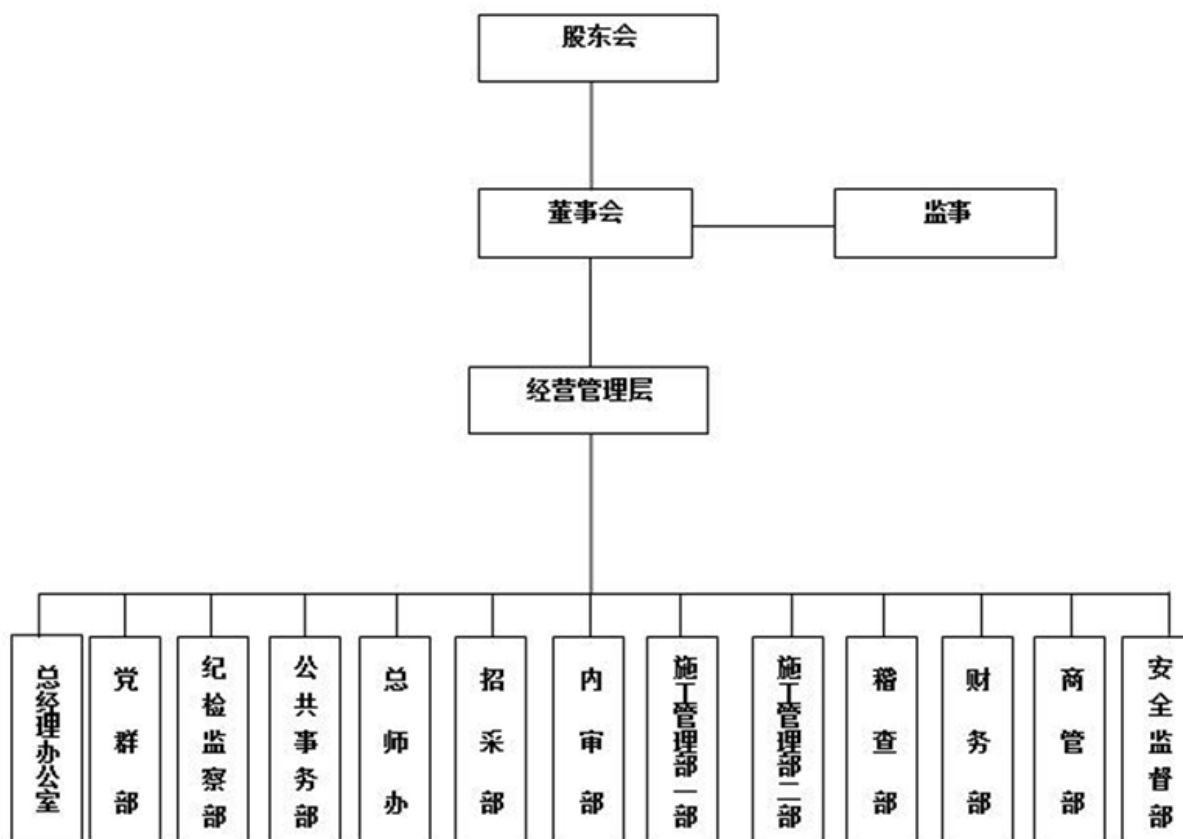 股东会
董事会
监事
经营管理层
总经理办公室
党群部
纪检监察部
公共事务部
总师办
招采部
内审部
施工管理部一部
施工管理部二部
稽查部
财务部
商管部
安全监督部